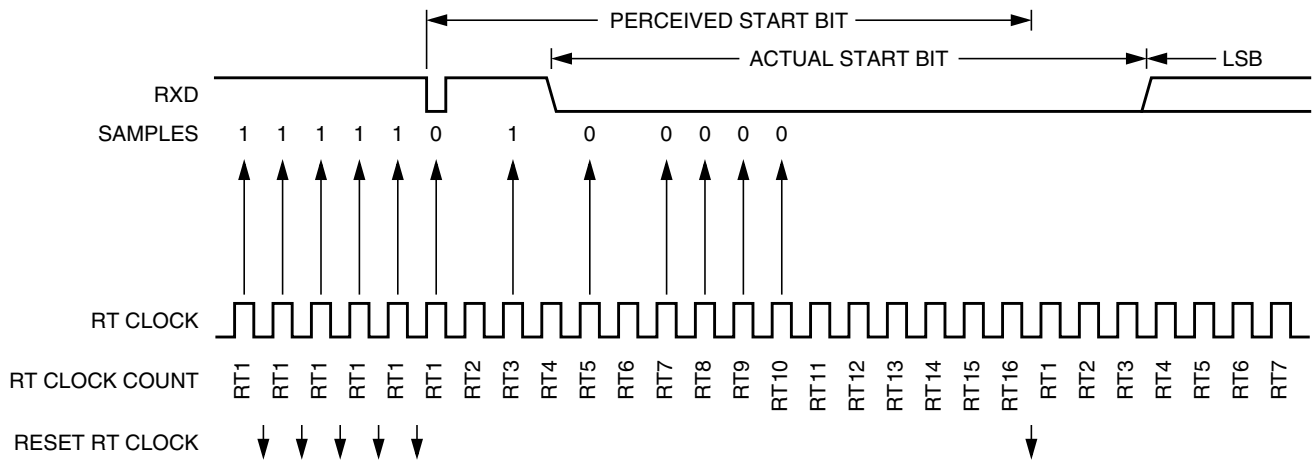 PERCEIVED START BIT
ACTUAL START BIT LSB
RXD
SAMPLES 1 1 1 1 1 0 1 0 0 0 0 0
RT CLOCK
RT CLOCK COUNT RT1 RT1 RT1 RT1 RT1 RT1 RT2 RT3 RT4 RT5 RT6 RT7 RT8 RT9 RT10 RT11 RT12 RT13 RT14 RT15 RT16 RT1 RT2 RT3 RT4 RT5 RT6 RT7
RESET RT CLOCK